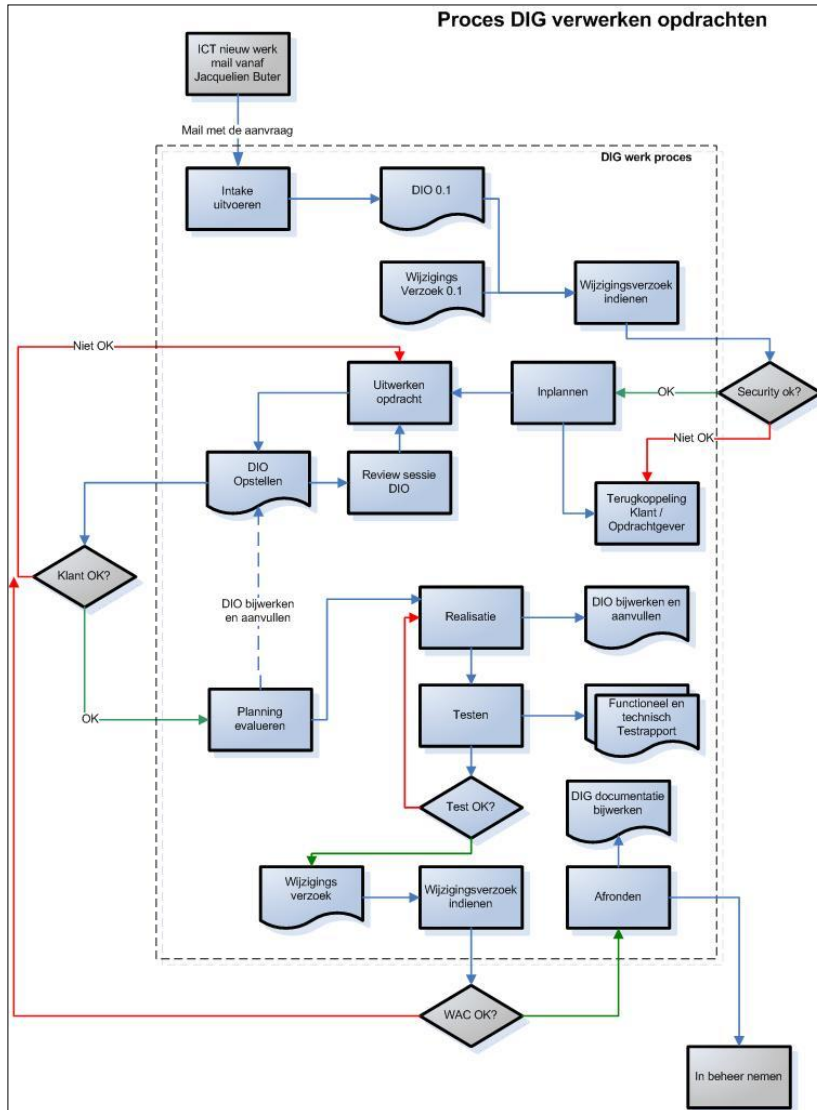 Proces DIG verwerken opdrachten
ICT nieuw werk
mail vanaf
Jacquelien Buter
Mail met de aanvraag
DIG werk proces
Intake
uitvoeren
DIO 0.1
Wijzigings
Verzoek 0.1
Wijzigingsverzoek
indienen
Niet OK
Uitwerken
opdracht
Inplannen
OK
Security ok?
Niet OK
DIO
Opstellen
Review sessie
DIO
Terugkoppeling
Klant /
Opdrachtgever
Klant OK?
DIO bijwerken
en aanvullen
Realisatie
DIO bijwerken en
aanvullen
OK
Planning
evalueren
Testen
Functioneel en
technisch
Testrapport
Test OK?
DIG documentatie
bijwerken
Wijzigings
verzoek
Wijzigingsverzoek
indienen
Afronden
WAC OK?
In beheer nemen